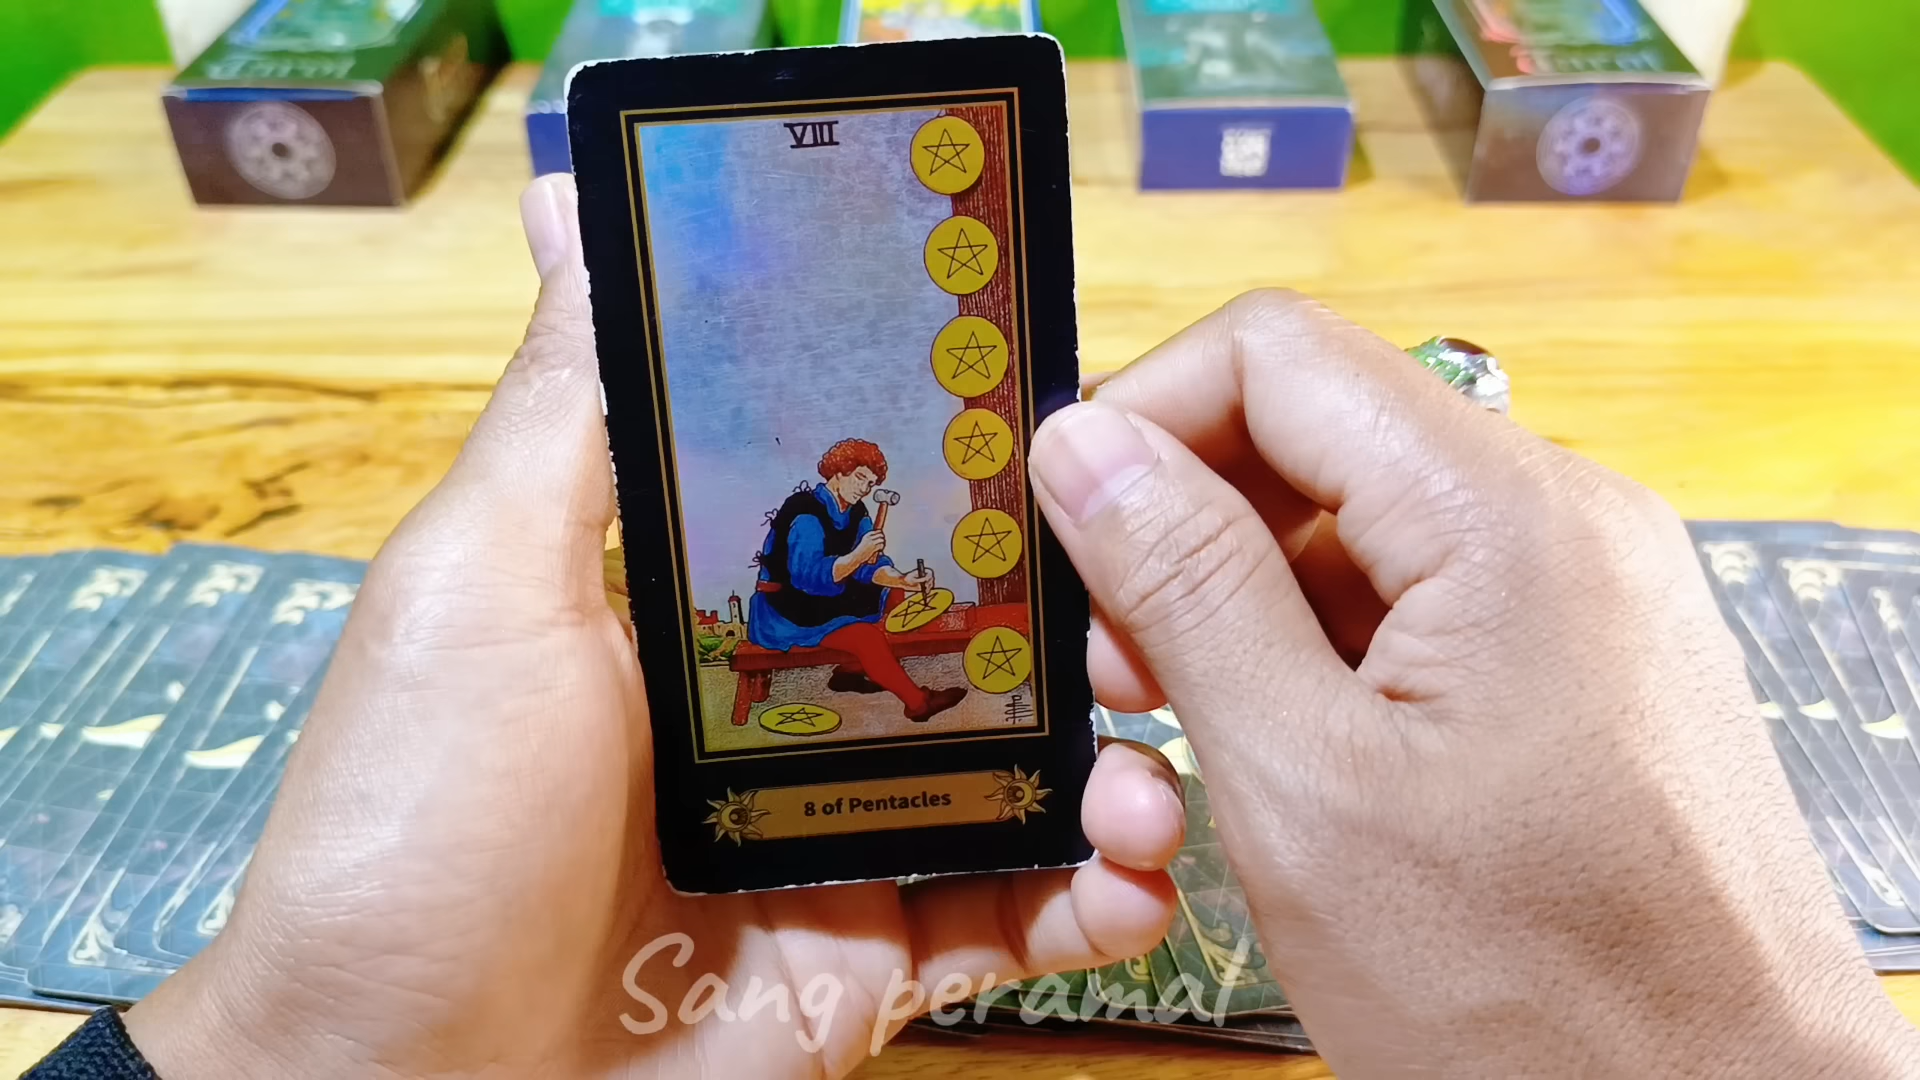 VIII
8 of Pentacles
Sang peramal